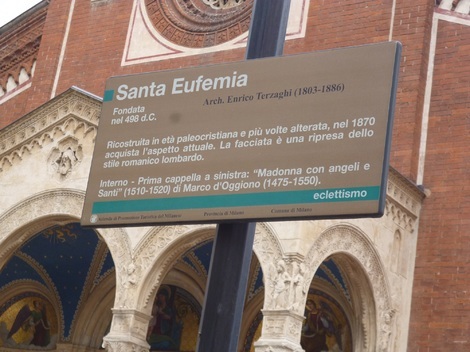 Santa Eufemia
Fondata
nel 498 d.C.
Arch. Enrico Terzaghi (1803-1886)
Ricostruita in età paleocristiana e più volte alterata, nel 1870
acquista l'aspetto attuale. La facciata è una ripresa dello
stile romanico lombardo.
Interno - Prima cappella a sinistra: "Madonna con angeli e
Santi" (1510-1520) di Marco d'Oggiono (1475-1550).
eclettismo
Provincia di Milano
Comune di Milano